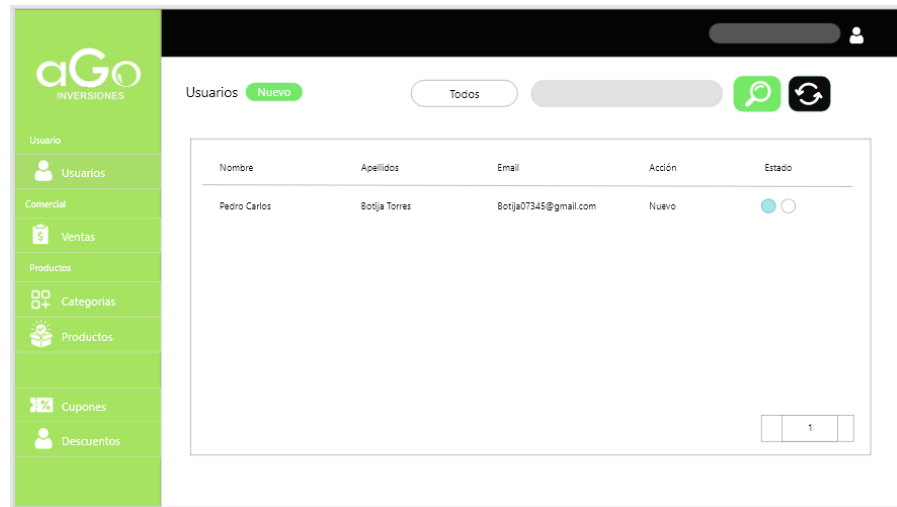 aGo
INVERSIONES
Usuario
Usuarios
Comercial
Ventas
Productos
Categorias
Productos
Cupones
Descuentos
Usuarios Nuevo Todos
Nombre Apellidos Email Acción Estado
Pedro Carlos Botija Torres Botija07345@gmail.com Nuevo
1